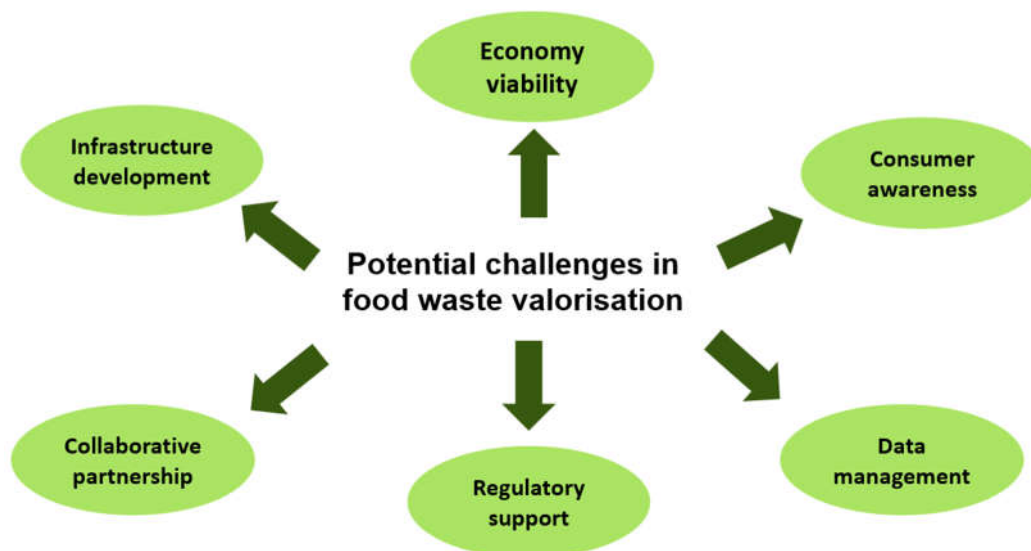 Economy
viability
Infrastructure
development
Consumer
awareness
Potential challenges in
food waste valorisation
Collaborative
partnership
Regulatory
support
Data
management